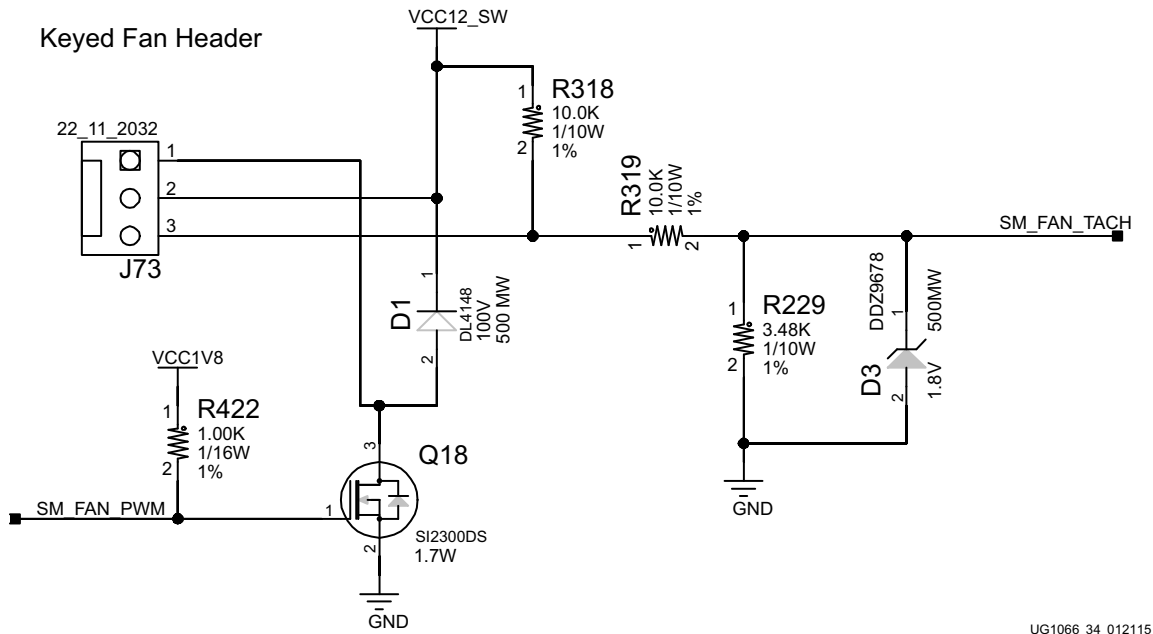 Keyed Fan Header
VCC12_SW
22_11_2032
1
2
3
J73
1
R318
10.0K
1/10W
1%
2
R319
10.0K
1/10W
1%
1
2
SM_FAN_TACH
1
D1
DL4148
100V
500 MW
2
1
R229
3.48K
1/10W
1%
2
DDZ9678
1
500MW
D3
2
1.8V
GND
VCC1V8
1
R422
1.00K
1/16W
1%
2
SM_FAN_PWM
1
3
Q18
SI2300DS
1.7W
2
GND
UG1066_34_012115